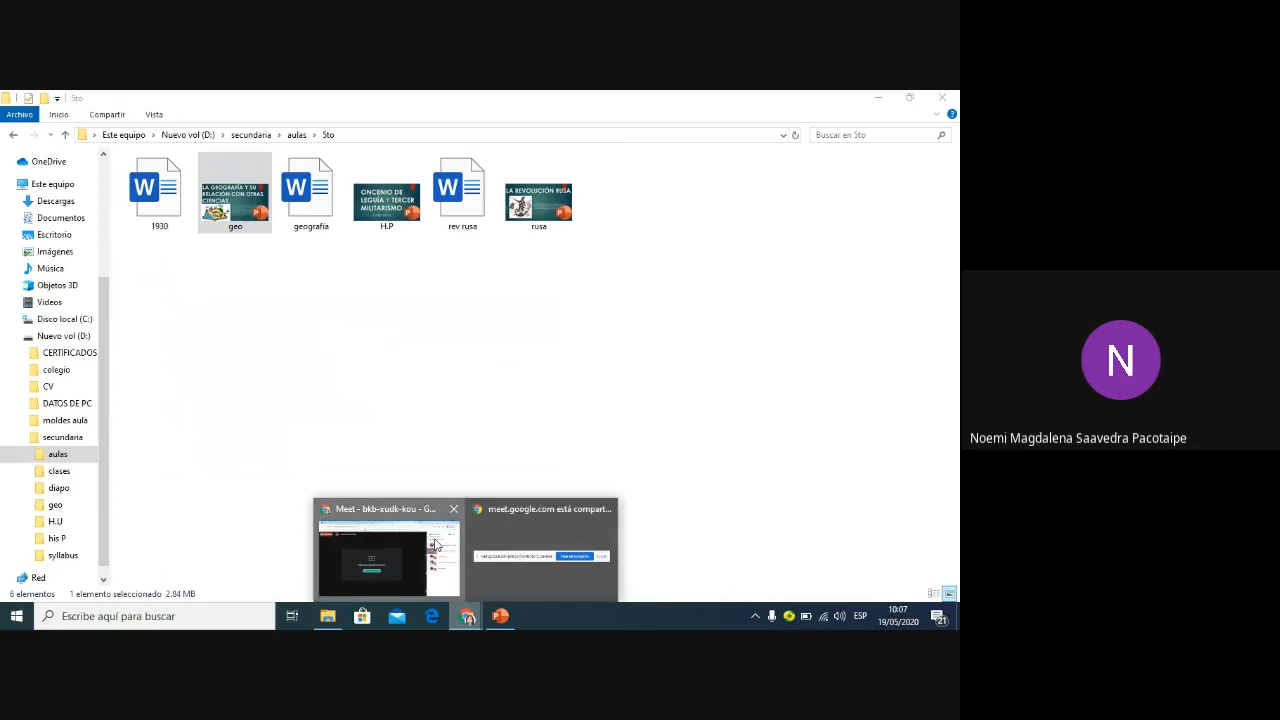 5to
Archivo Inicio Compartir Vista
Este equipo Nuevo vol (D:) secundaria aulas 5to
Buscar en 5to
OneDrive
Este equipo
Descargas
Documentos
Escritorio
Imágenes
Música
Objetos 3D
Videos
Disco local (C:)
Nuevo vol (D:)
CERTIFICADOS
colegio
CV
DATOS DE PC
moldes aula
secundaria
aulas
clases
diapo
geo
H.U
his P
syllabus
Red
LA GEOGRAFÍA Y SU
RELACIÓN CON OTRAS
CIENCIAS
ONCENIO DE
LEGUÍA Y TERCER
MILITARISMO
LA REVOLUCIÓN RUSA
1930 geo geografía H.P rev rusa rusa
Meet - bkb-xudk-kou - G...
meet.google.com está compart...
6 elementos 1 elemento seleccionado 2.84 MB
Escribe aquí para buscar
ESP
10:07
19/05/2020
21
N
Noemi Magdalena Saavedra Pacotaipe